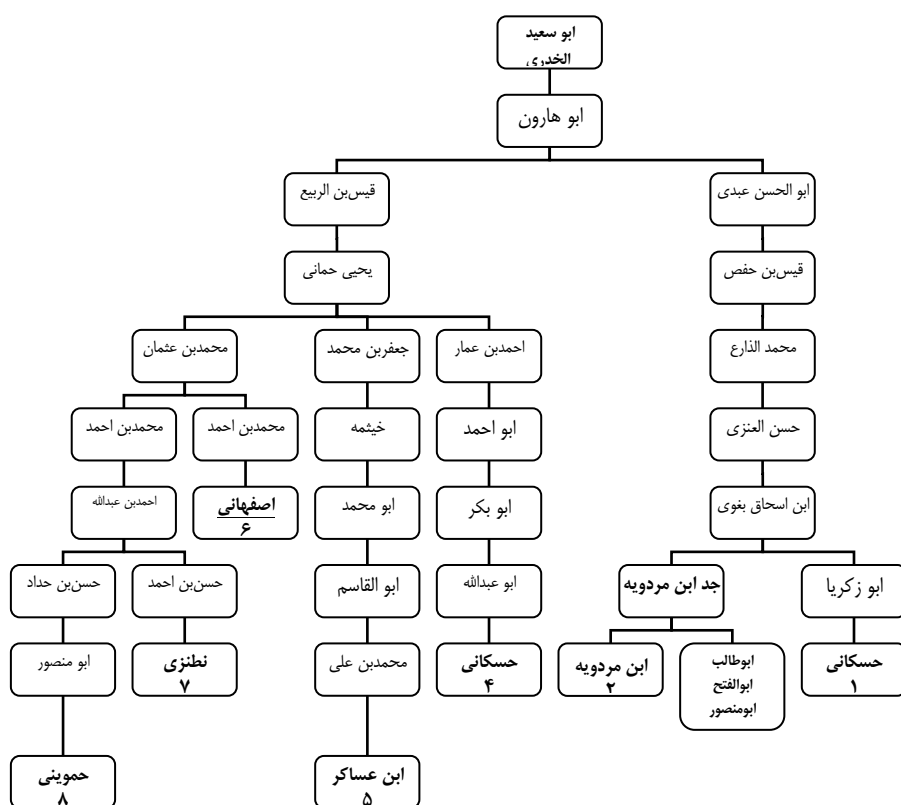 ابو سعید
الخدری
ابو هارون
ابو الحسن عبدی
قیس‌بن الربیع
قیس‌بن حفص
یحیی حمانی
محمد الذارع
احمدبن عمار
جعفربن محمد
محمدبن عثمان
حسن العنزی
ابو احمد
خیثمه
محمدبن احمد
محمدبن احمد
ابن اسحاق بغوی
ابو بکر
ابو محمد
اصفهانی
۶
احمدبن عبدالله
ابو زکریا
جد ابن مردویه
ابو عبدالله
ابو القاسم
حسن‌بن احمد
حسن‌بن حداد
حسکانی
۱
ابوطالب
ابوالفتح
ابومنصور
ابن مردویه
۲
حسکانی
۴
محمدبن علی
نطنزی
۷
ابو منصور
ابن عساکر
۵
حموینی
۸